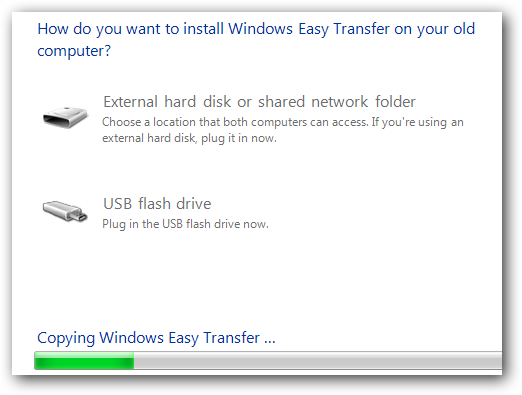 How do you want to install Windows Easy Transfer on your old
computer?
External hard disk or shared network folder
Choose a location that both computers can access. If you're using an
external hard disk, plug it in now.
USB flash drive
Plug in the USB flash drive now.
Copying Windows Easy Transfer ...